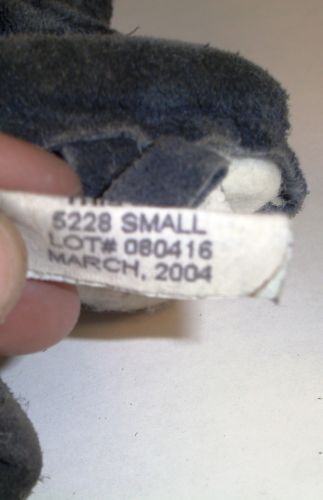 5228 SMALL
LOT# 080416
MARCH, 2004